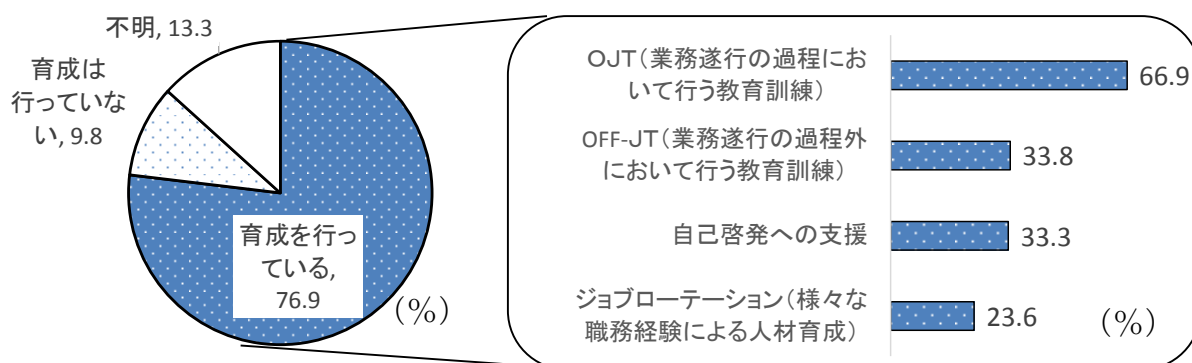 不明, 13.3
育成は
行っていな
い, 9.8
育成を行っ
ている,
76.9
(%)
OJT（業務遂行の過程にお
いて行う教育訓練）
66.9
OFF-JT（業務遂行の過程外
において行う教育訓練）
33.8
自己啓発への支援
33.3
ジョブローテーション（様々な
職務経験による人材育成）
23.6
(%)